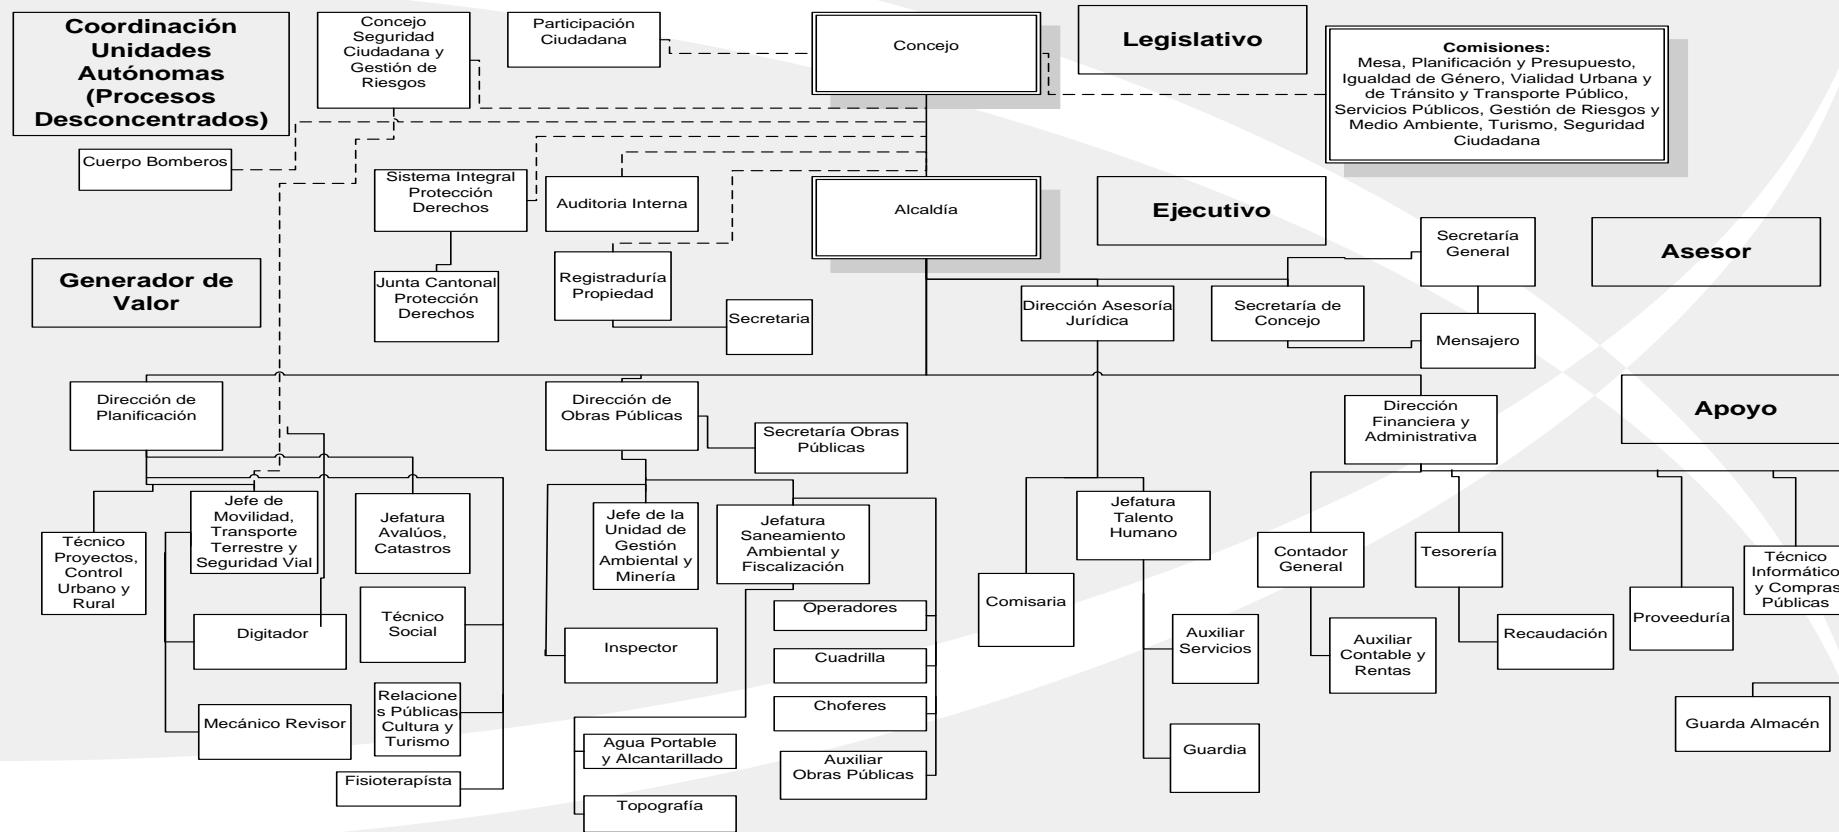 Coordinación
Unidades
Autónomas
(Procesos
Desconcentrados)
Concejo
Seguridad
Ciudadana y
Gestión de
Riesgos
Participación
Ciudadana
Concejo
Legislativo
Comisiones:
Mesa, Planificación y Presupuesto,
Igualdad de Género, Vialidad Urbana y
de Tránsito y Transporte Público,
Servicios Públicos, Gestión de Riesgos y
Medio Ambiente, Turismo, Seguridad
Ciudadana
Cuerpo Bomberos
Sistema Integral
Protección
Derechos
Auditoria Interna
Alcaldía
Ejecutivo
Secretaría
General
Asesor
Generador de
Valor
Junta Cantonal
Protección
Derechos
Registraduría
Propiedad
Secretaria
Dirección Asesoría
Jurídica
Secretaría de
Concejo
Mensajero
Dirección de
Planificación
Dirección de
Obras Públicas
Secretaría Obras
Públicas
Dirección
Financiera y
Administrativa
Apoyo
Técnico
Proyectos,
Control
Urbano y
Rural
Jefe de
Movilidad,
Transporte
Terrestre y
Seguridad Vial
Jefatura
Avalúos,
Catastros
Jefe de la
Unidad de
Gestión
Ambiental y
Minería
Jefatura
Saneamiento
Ambiental y
Fiscalización
Jefatura
Talento
Humano
Contador
General
Tesorería
Técnico
Informático
y Compras
Públicas
Comisaria
Operadores
Proveeduría
Digitador
Técnico
Social
Inspector
Cuadrilla
Auxiliar
Servicios
Auxiliar
Contable y
Rentas
Recaudación
Mecánico Revisor
Relacione
s Públicas
Cultura y
Turismo
Choferes
Guarda Almacén
Agua Portable
y Alcantarillado
Auxiliar
Obras Públicas
Guardia
Fisioterapísta
Topografía